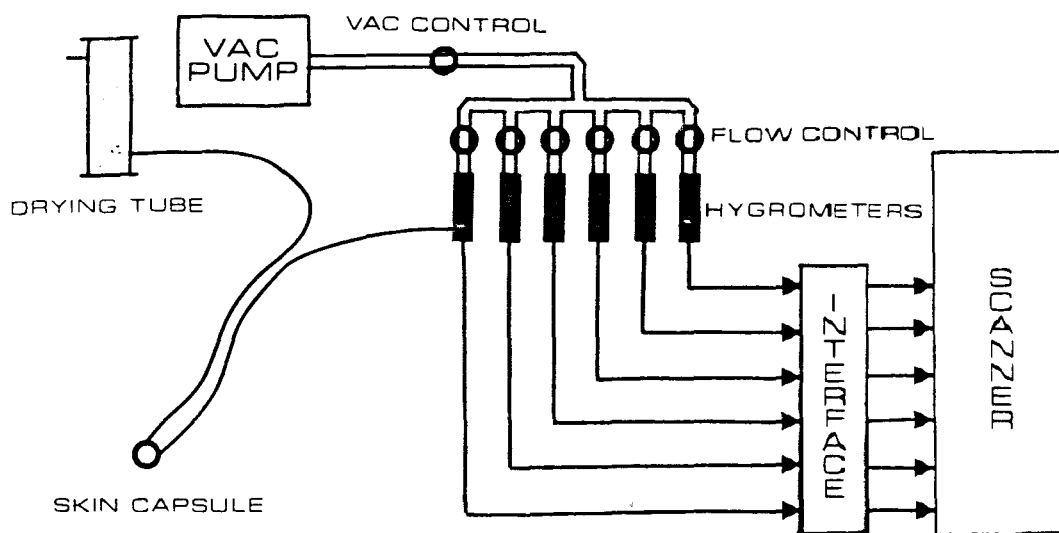 VAC CONTROL
VAC
PUMP
FLOW CONTROL
DRYING TUBE
HYGROMETERS
INTERFACE
SCANNER
SKIN CAPSULE